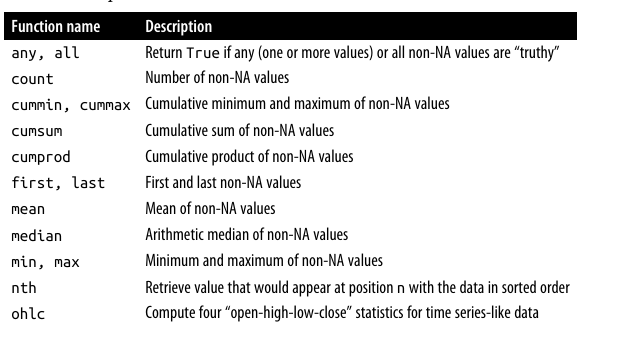 Function name Description
any, all Return True if any (one or more values) or all non-NA values are “truthy”
count Number of non-NA values
cummin, cummax Cumulative minimum and maximum of non-NA values
cumsum Cumulative sum of non-NA values
cumprod Cumulative product of non-NA values
first, last First and last non-NA values
mean Mean of non-NA values
median Arithmetic median of non-NA values
min, max Minimum and maximum of non-NA values
nth Retrieve value that would appear at position n with the data in sorted order
ohlc Compute four “open-high-low-close” statistics for time series-like data